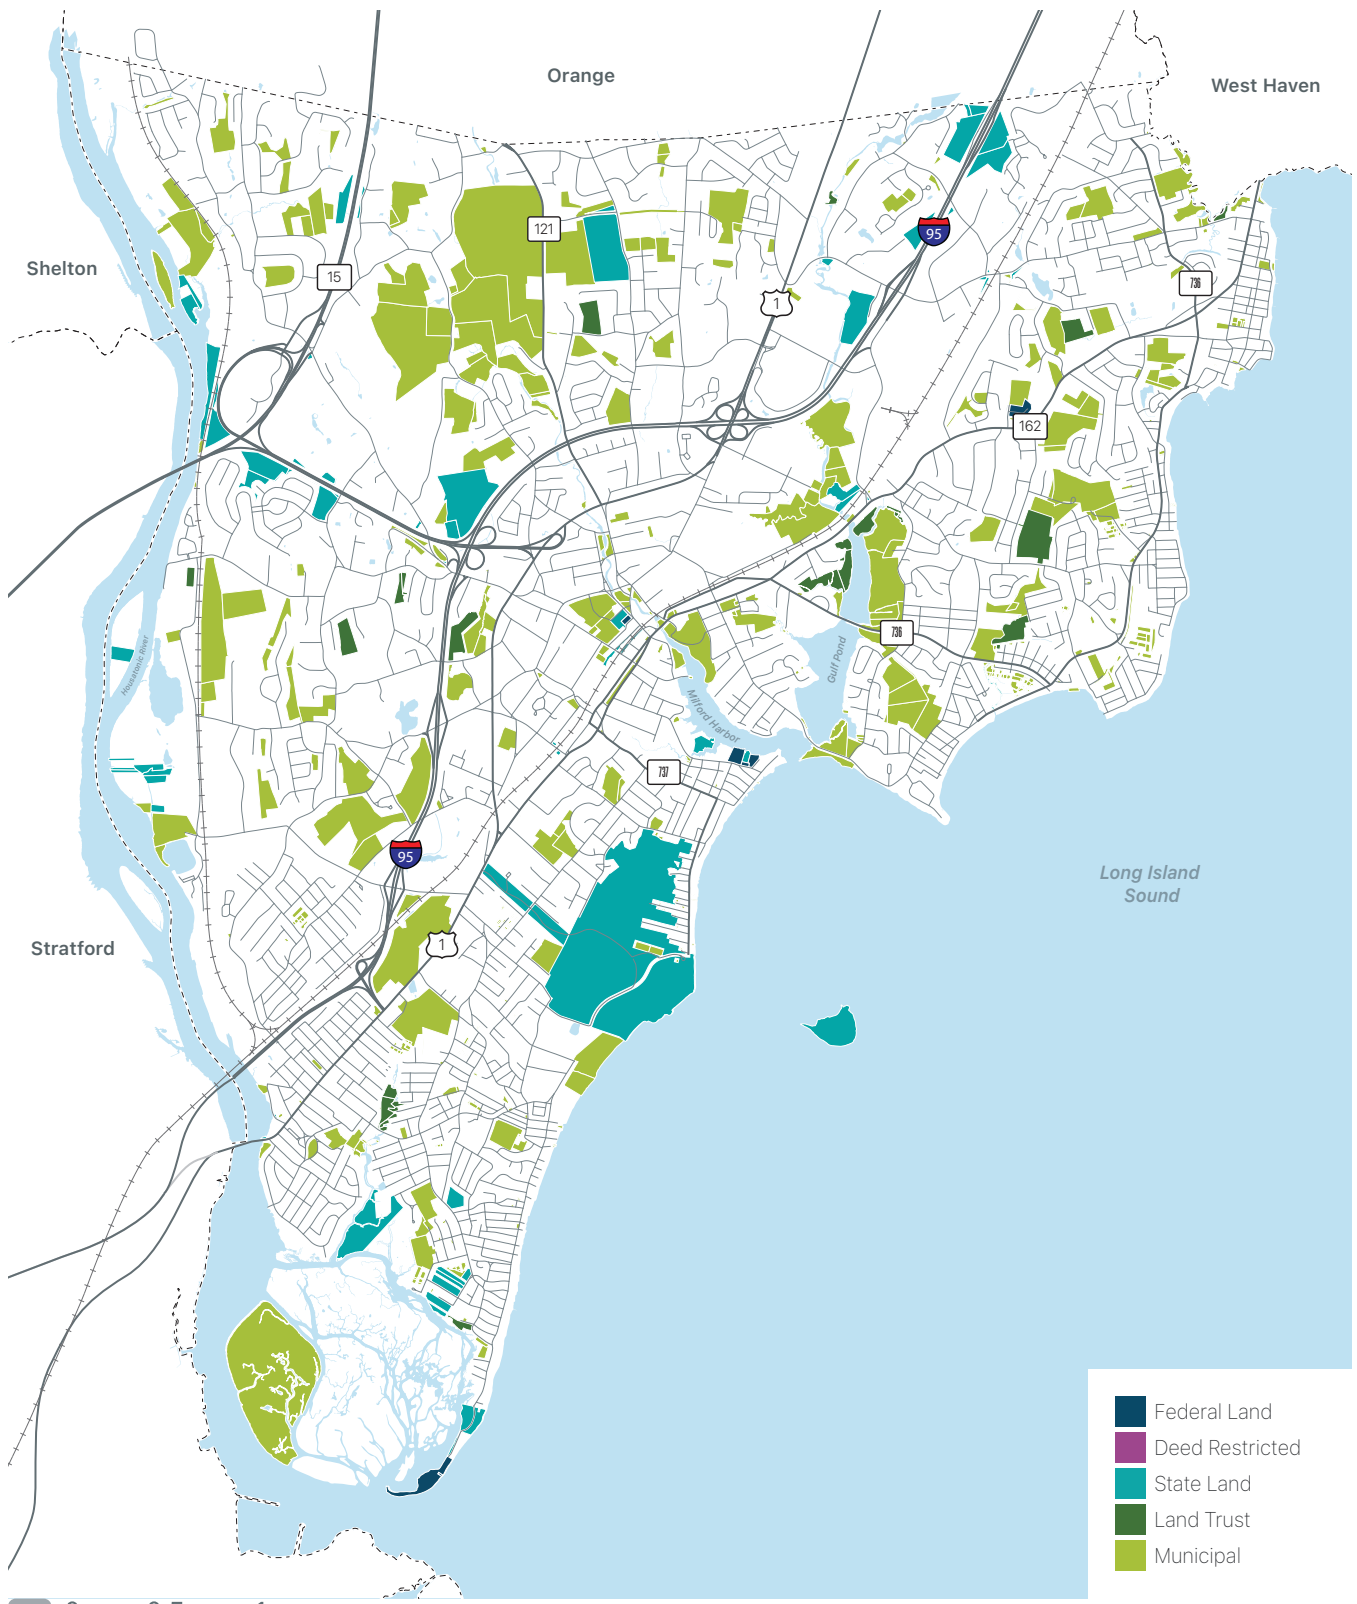 Orange
West Haven
Shelton
121
95
15
736
1
162
736
Housatonic River
Gulf Pond
Milford Harbor
737
95
Long Island
Sound
Stratford
1
Federal Land
Deed Restricted
State Land
Land Trust
Municipal